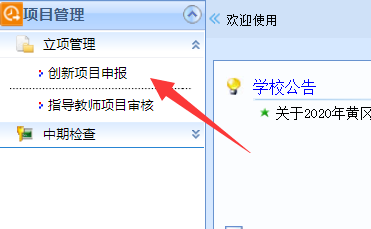 项目管理
欢迎使用
立项管理
创新项目申报
指导教师项目审核
中期检查
学校公告
关于2020年黄冈